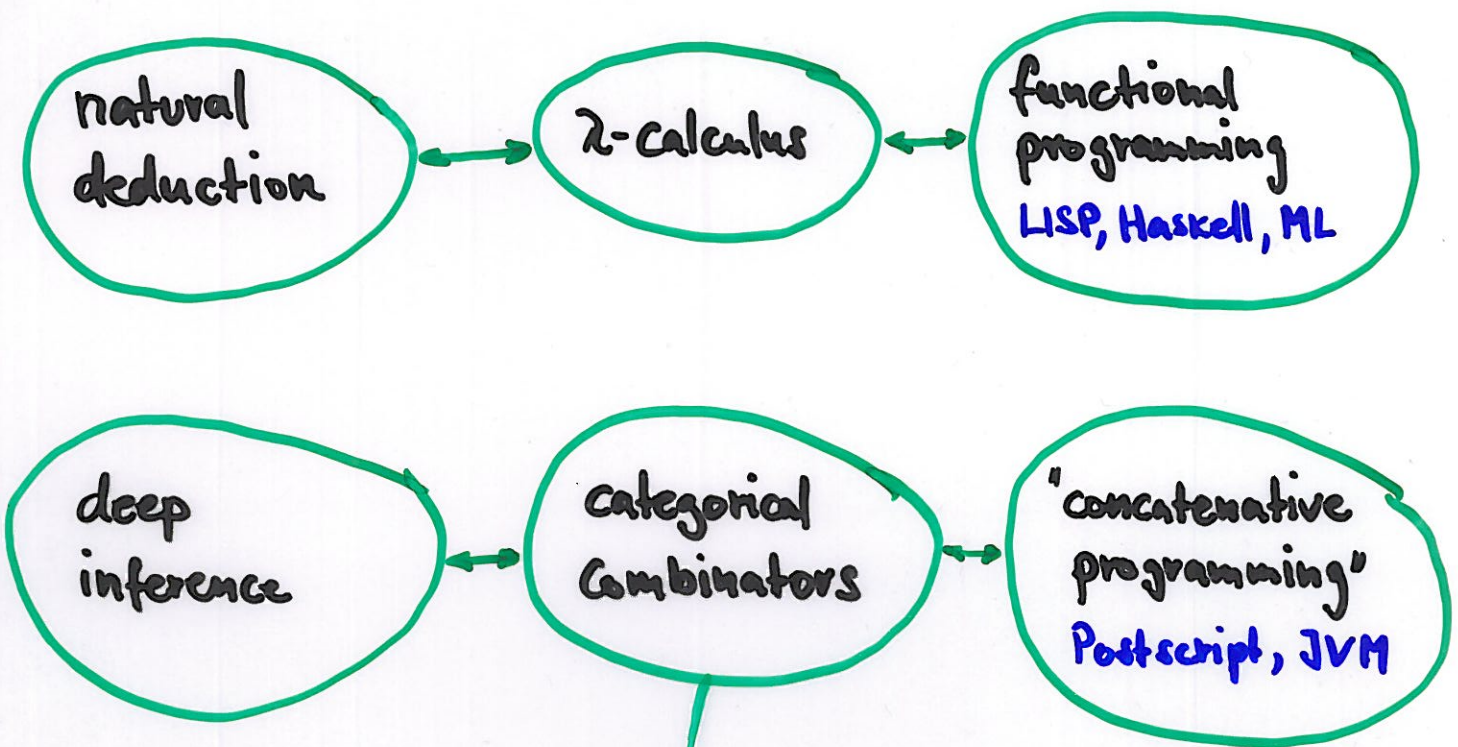 natural
deduction
λ-calculus
functional
programming
LISP, Haskell, ML
deep
inference
categorical
combinators
"concatenative
programming"
Postscript, JVM